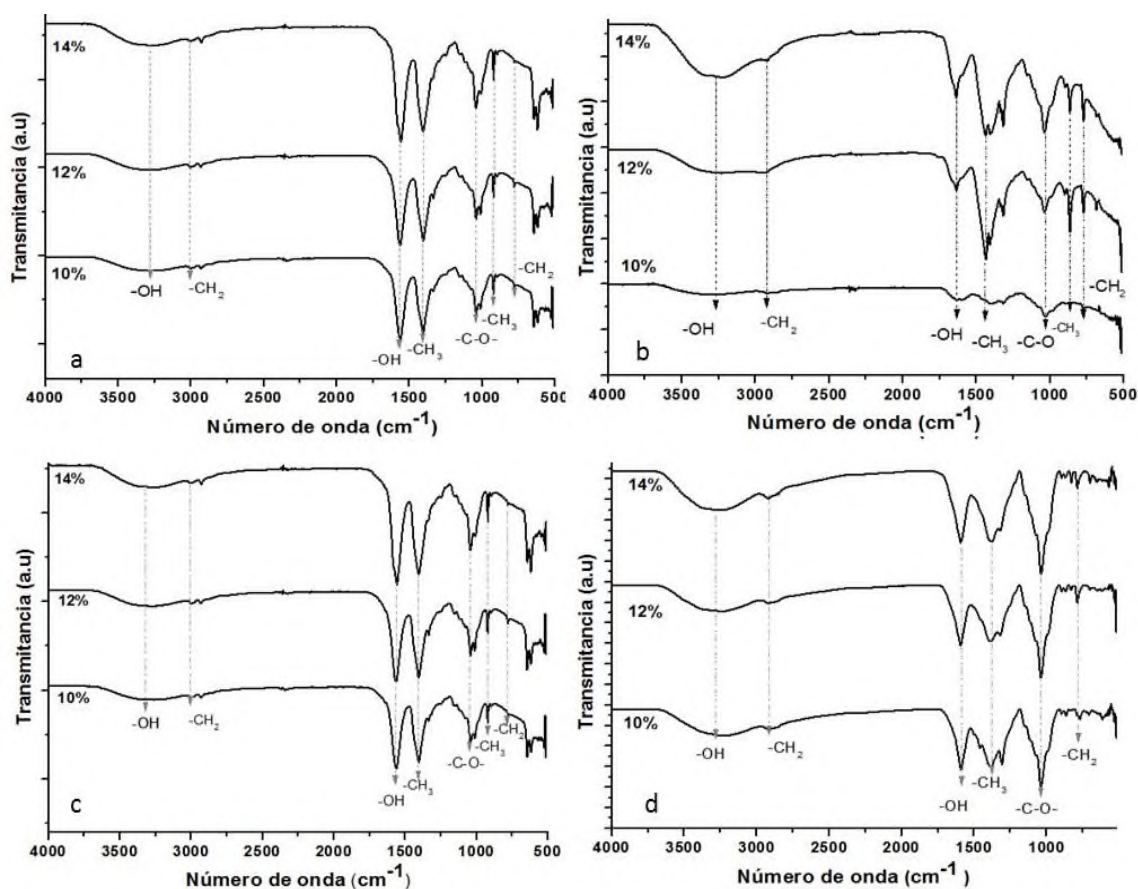 14%
12%
10%
-OH
-CH₂
-OH
-CH₃
-C-O-
-CH₃
-CH₂
a
Transmitancia (a.u)
4000 3500 3000 2500 2000 1500 1000 500
Número de onda (cm⁻¹)
14%
12%
10%
-OH
-CH₂
-OH
-CH₃
-C-O
-CH₃
-CH₂
b
Transmitancia (a.u)
4000 3500 3000 2500 2000 1500 1000 500
Número de onda (cm⁻¹)
14%
12%
10%
-OH
-CH₂
-OH
-CH₃
-C-O-
-CH₃
-CH₂
c
Transmitancia (a.u)
4000 3500 3000 2500 2000 1500 1000 500
Número de onda (cm⁻¹)
14%
12%
10%
-OH
-CH₂
-OH
-CH₃
-C-O-
-CH₂
d
Transmitancia (a.u)
4000 3500 3000 2500 2000 1500 1000
Número de onda (cm⁻¹)